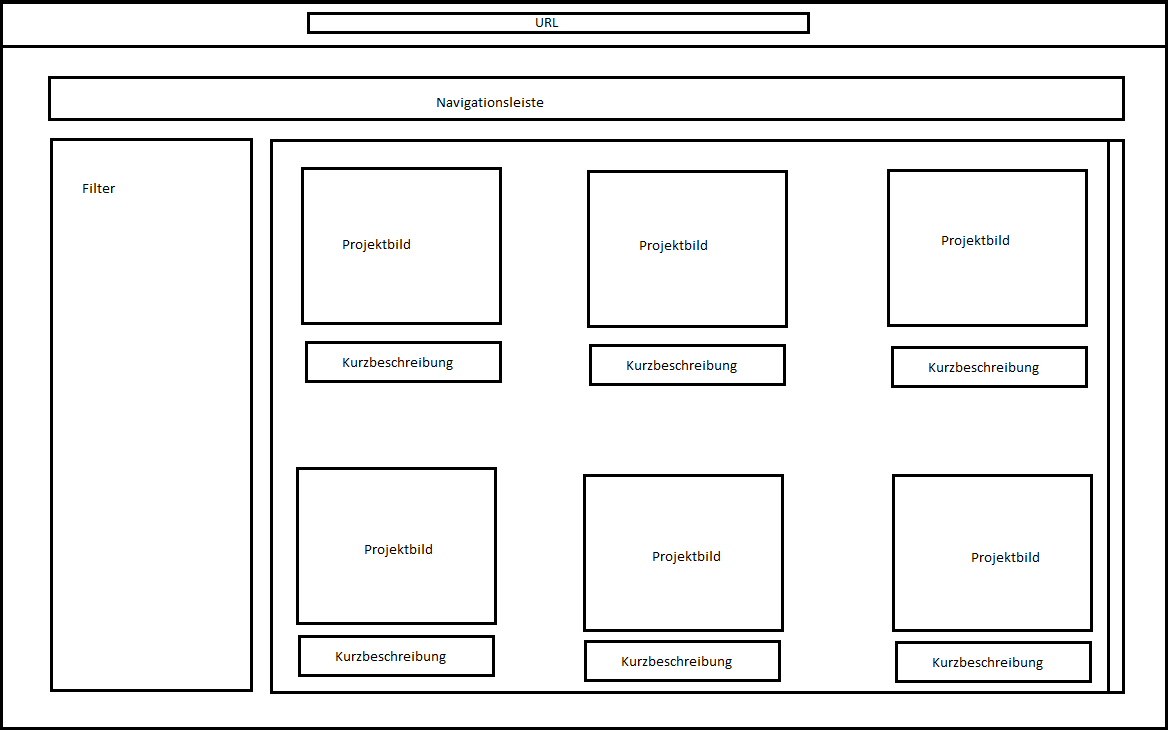 URL
Navigationsleiste
Filter
Projektbild
Projektbild
Projektbild
Kurzbeschreibung
Kurzbeschreibung
Kurzbeschreibung
Projektbild
Projektbild
Projektbild
Kurzbeschreibung
Kurzbeschreibung
Kurzbeschreibung